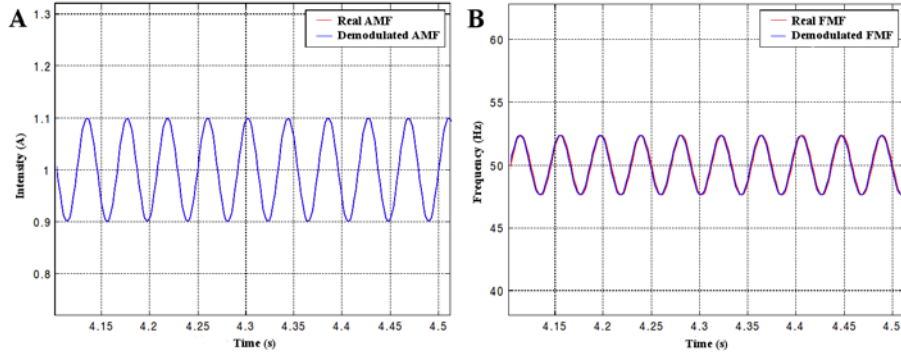 A
Real AMF
Demodulated AMF
1.3
1.2
1.1
1
0.9
0.8
Intensity (A)
4.15 4.2 4.25 4.3 4.35 4.4 4.45 4.5
Time (s)
B
Real FMF
Demodulated FMF
60
55
50
45
40
Frequency (Hz)
4.15 4.2 4.25 4.3 4.35 4.4 4.45 4.5
Time (s)